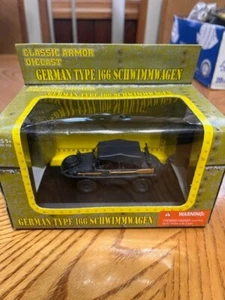 CLASSIC ARMOR
DIECAST
GERMAN TYPE 166 SCHWIMMWAGEN
GERMAN TYPE 166 SCHWIMMWAGEN
WARNING: